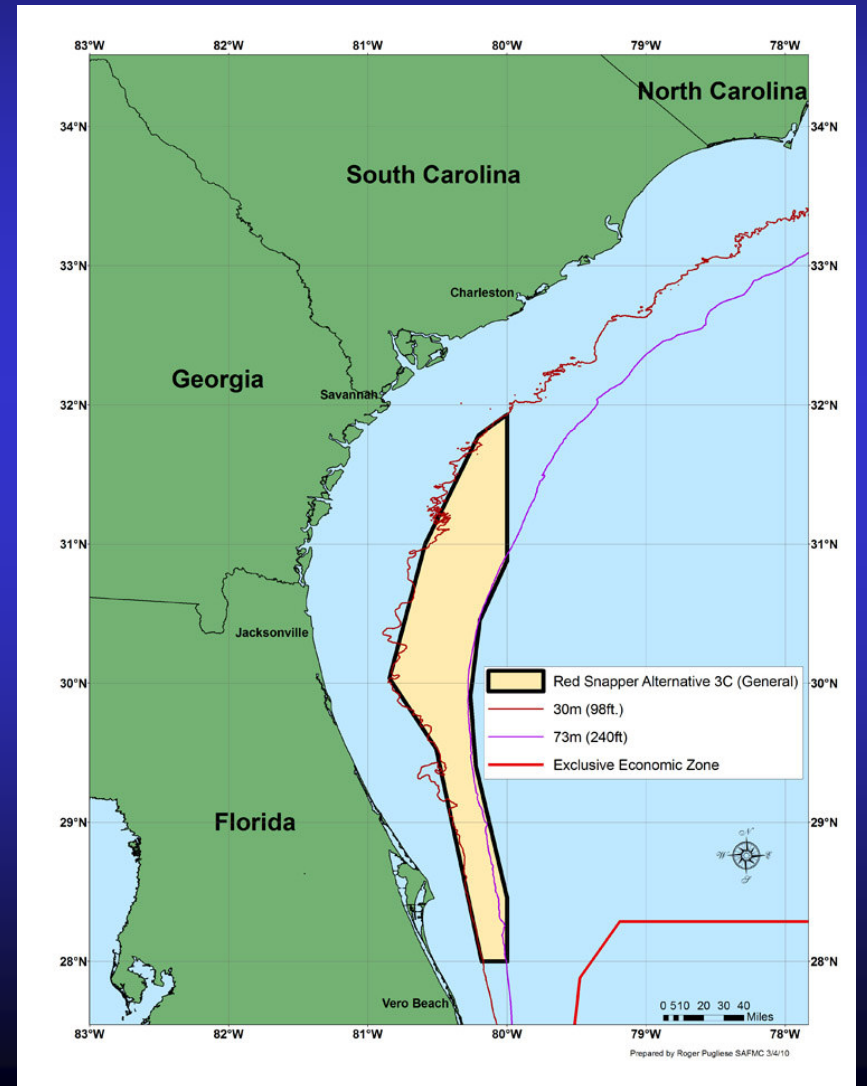 83°W 82°W 81°W 80°W 79°W 78°W
North Carolina
34°N 34°N
South Carolina
33°N 33°N
Charleston
Georgia
Savannah
32°N 32°N
31°N 31°N
Jacksonville
30°N 30°N
Red Snapper Alternative 3C (General)
30m (98ft.)
73m (240ft)
Exclusive Economic Zone
29°N 29°N
Florida
N
W E
S
28°N 28°N
Vero Beach
0 5 10 20 30 40
Miles
83°W 82°W 81°W 80°W 79°W 78°W
Prepared by Roger Pugliese SAFMC 3/4/10